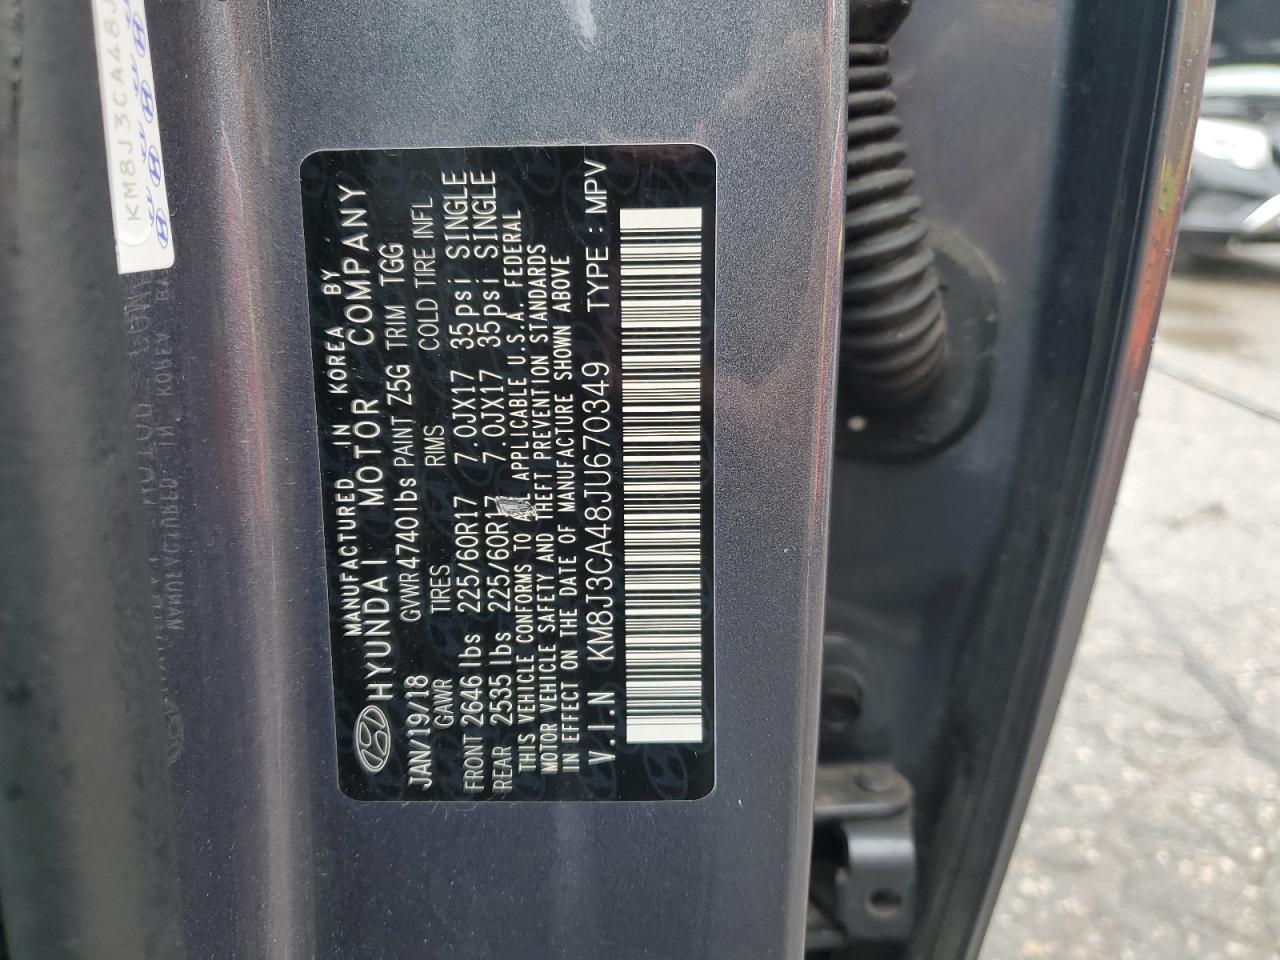 MANUFACTURED IN KOREA BY
HYUNDAI MOTOR COMPANY
JAN/19/18 GVWR 4740lbs PAINT Z5G TRIM TGG
GAWR TIRES RIMS COLD TIRE INFL
FRONT 2646 lbs 225/60R17 7.0JX17 35psi SINGLE
REAR 2535 lbs 225/60R17 7.0JX17 35psi SINGLE
THIS VEHICLE CONFORMS TO APPLICABLE U.S.A. FEDERAL
MOTOR VEHICLE SAFETY AND THEFT PREVENTION STANDARDS
IN EFFECT ON THE DATE OF MANUFACTURE SHOWN ABOVE
V.I.N KM8J3CA48JU670349 TYPE : MPV
KM8J3CA48J